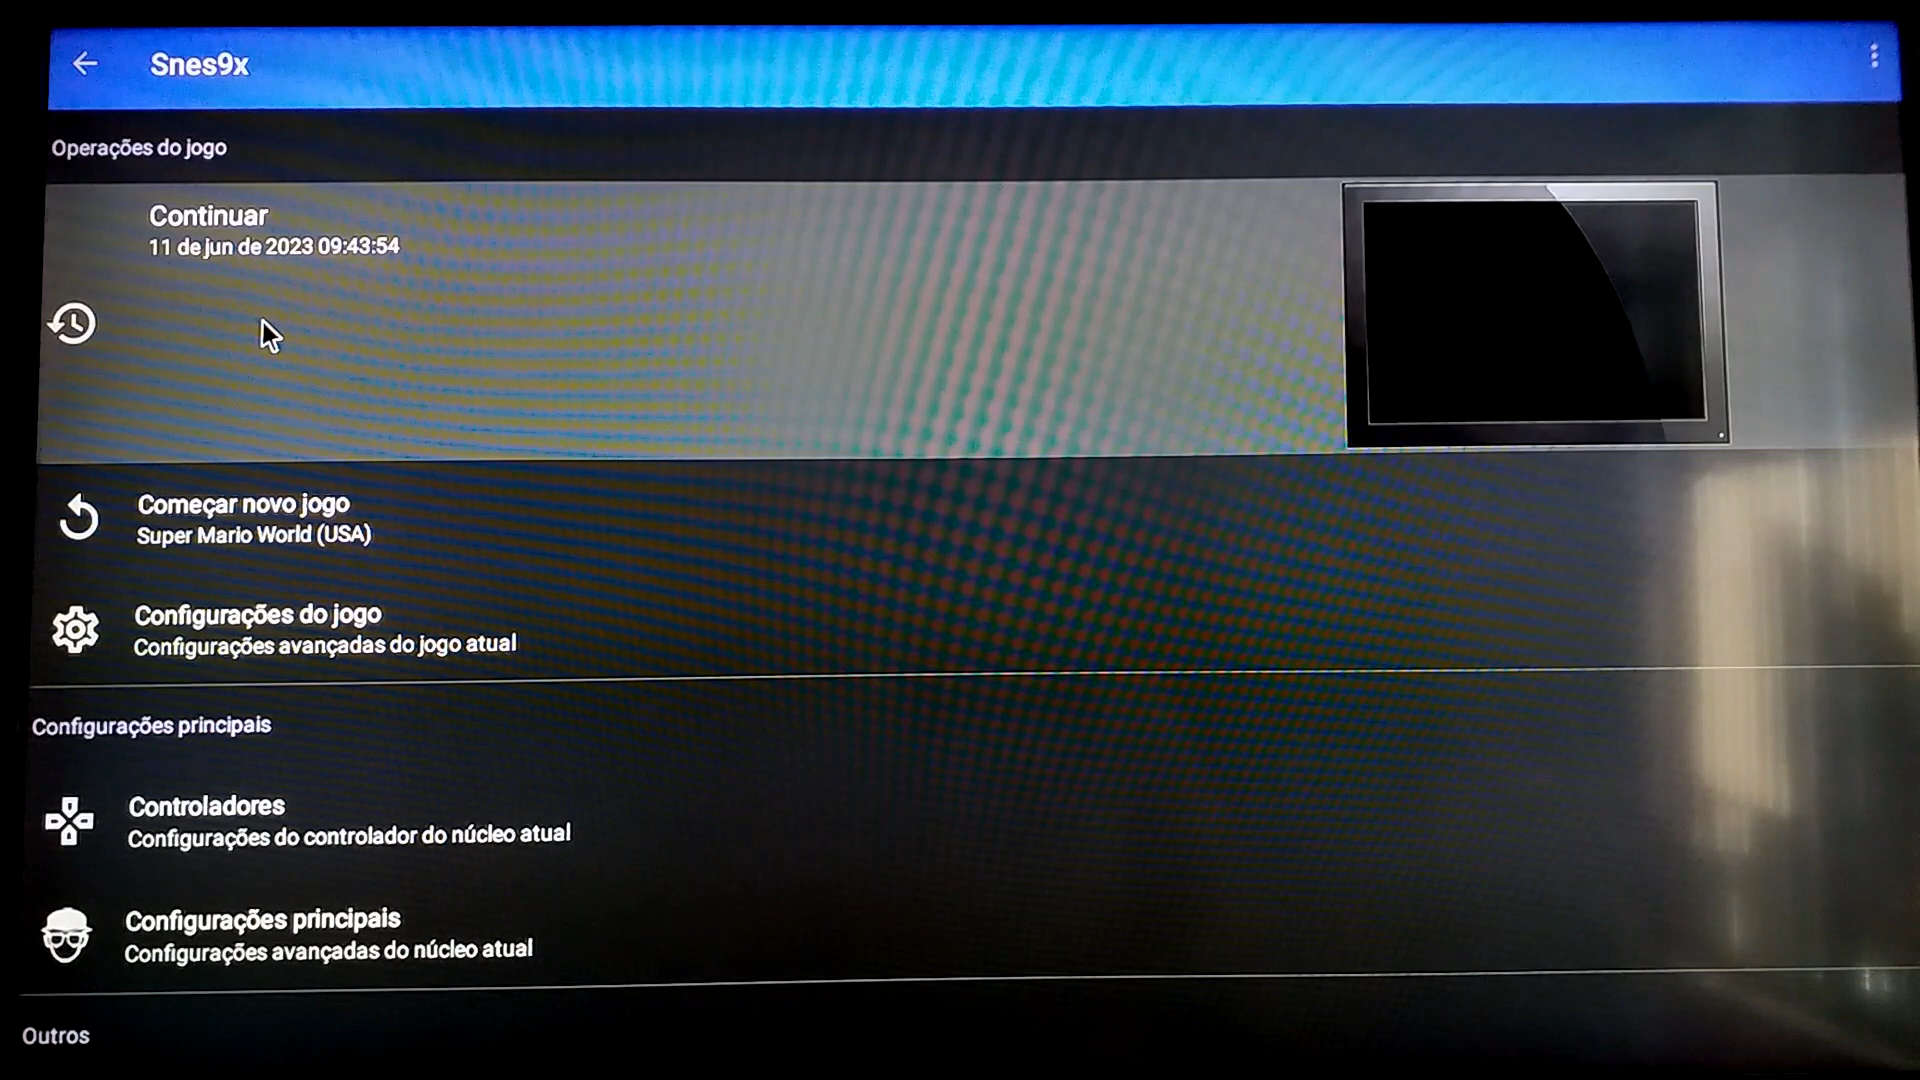 Snes9x
Operações do jogo
Continuar
11 de jun de 2023 09:43:54
Começar novo jogo
Super Mario World (USA)
Configurações do jogo
Configurações avançadas do jogo atual
Configurações principais
Controladores
Configurações do controlador do núcleo atual
Configurações principais
Configurações avançadas do núcleo atual
Outros